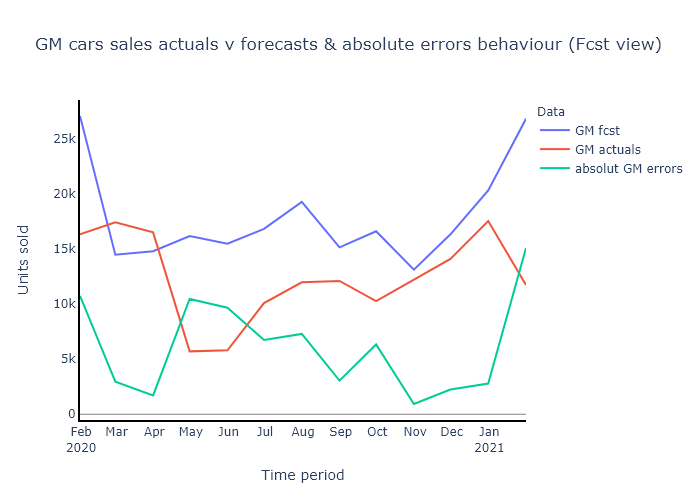 GM cars sales actuals v forecasts & absolute errors behaviour (Fcst view)
Data
GM fcst
GM actuals
absolut GM errors
Units sold
25k
20k
15k
10k
5k
0
Feb Mar Apr May Jun Jul Aug Sep Oct Nov Dec Jan
2020 2021
Time period